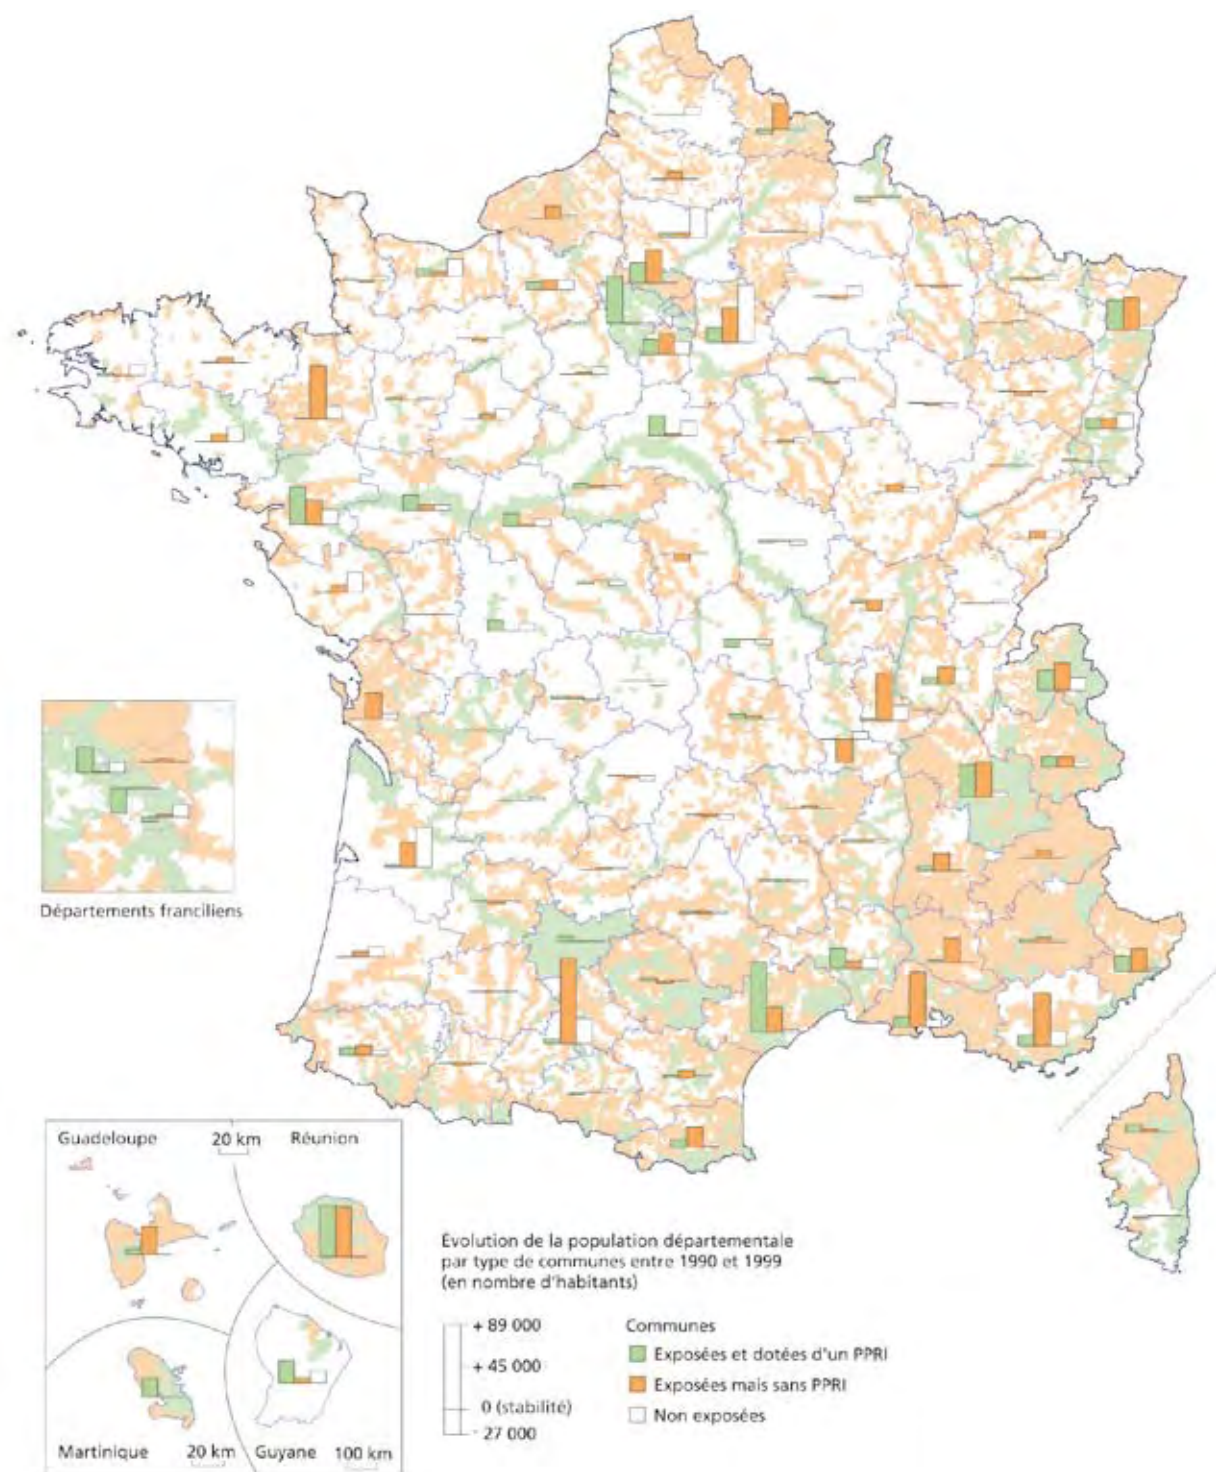 Départements franciliens
Guadeloupe
20 km
Réunion
Martinique
20 km
Guyane
100 km
Evolution de la population départementale
par type de communes entre 1990 et 1999
(en nombre d'habitants)
+ 89 000
+ 45 000
0 (stabilité)
- 27 000
Communes
Exposées et dotées d'un PPRI
Exposées mais sans PPRI
Non exposées